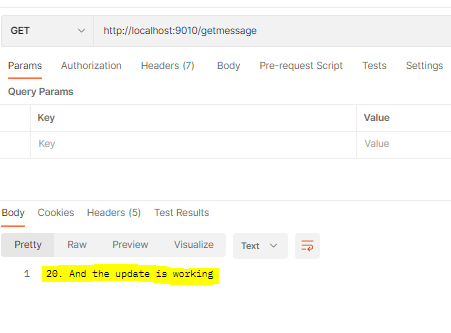 GET http://localhost:9010/getmessage
Params Authorization Headers (7) Body Pre-request Script Tests Settings
Query Params
Key Value
Key Value
Body Cookies Headers (5) Test Results
Pretty Raw Preview Visualize Text
1 20. And the update is working